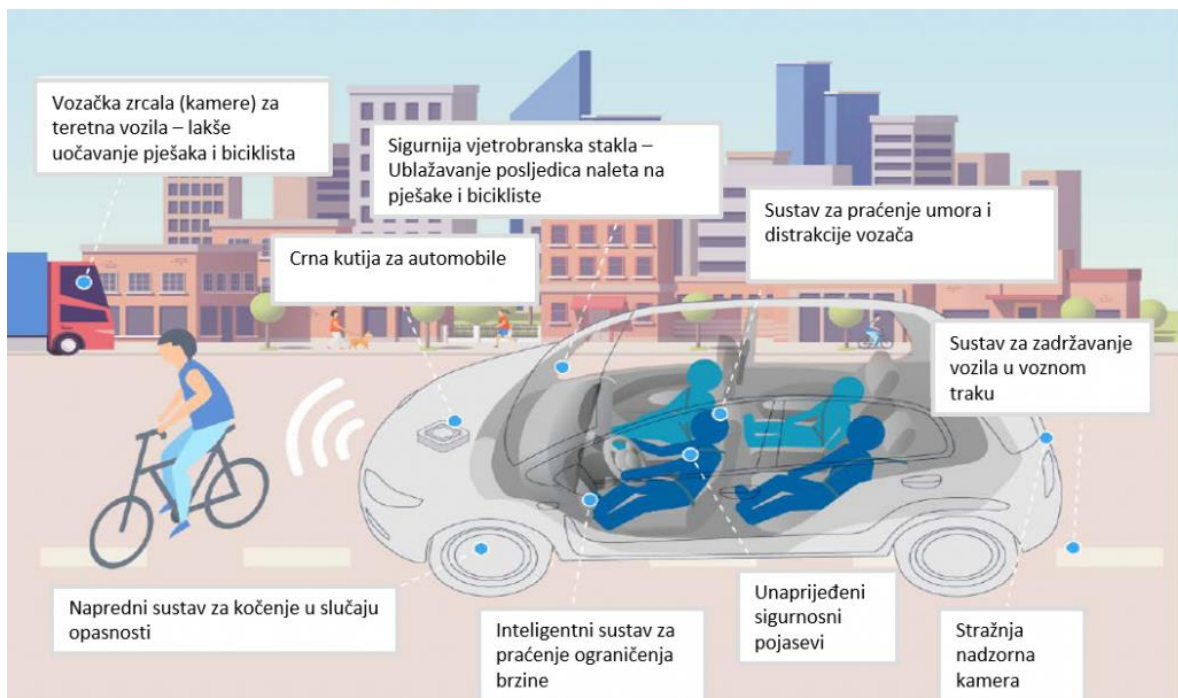 Vozačka zrcala (kamere) za
teretna vozila – lakše
uočavanje pješaka i biciklista
Sigurnija vjetrobranska stakla –
Ublažavanje posljedica naleta na
pješake i bicikliste
Sustav za praćenje umora i
distrakcije vozača
Crna kutija za automobile
Sustav za zadržavanje
vozila u voznom
traku
Napredni sustav za kočenje u slučaju
opasnosti
Inteligentni sustav za
praćenje ograničenja
brzine
Unaprijeđeni
sigurnosni
pojasevi
Stražnja
nadzorna
kamera